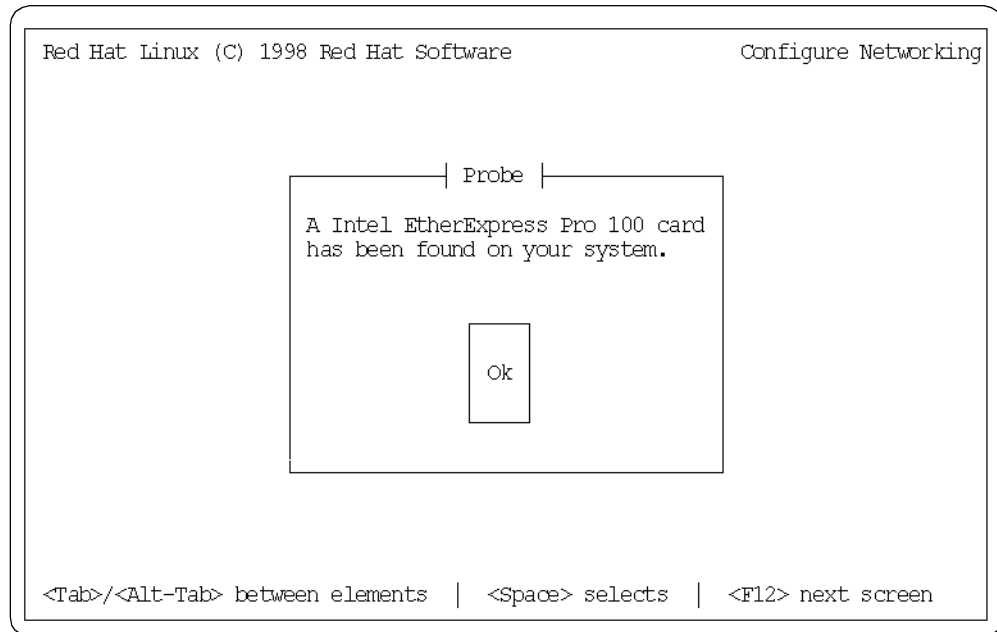 Red Hat Linux (C) 1998 Red Hat Software Configure Networking
Probe
A Intel EtherExpress Pro 100 card
has been found on your system.
Ok
<Tab>/<Alt-Tab> between elements | <Space> selects | <F12> next screen